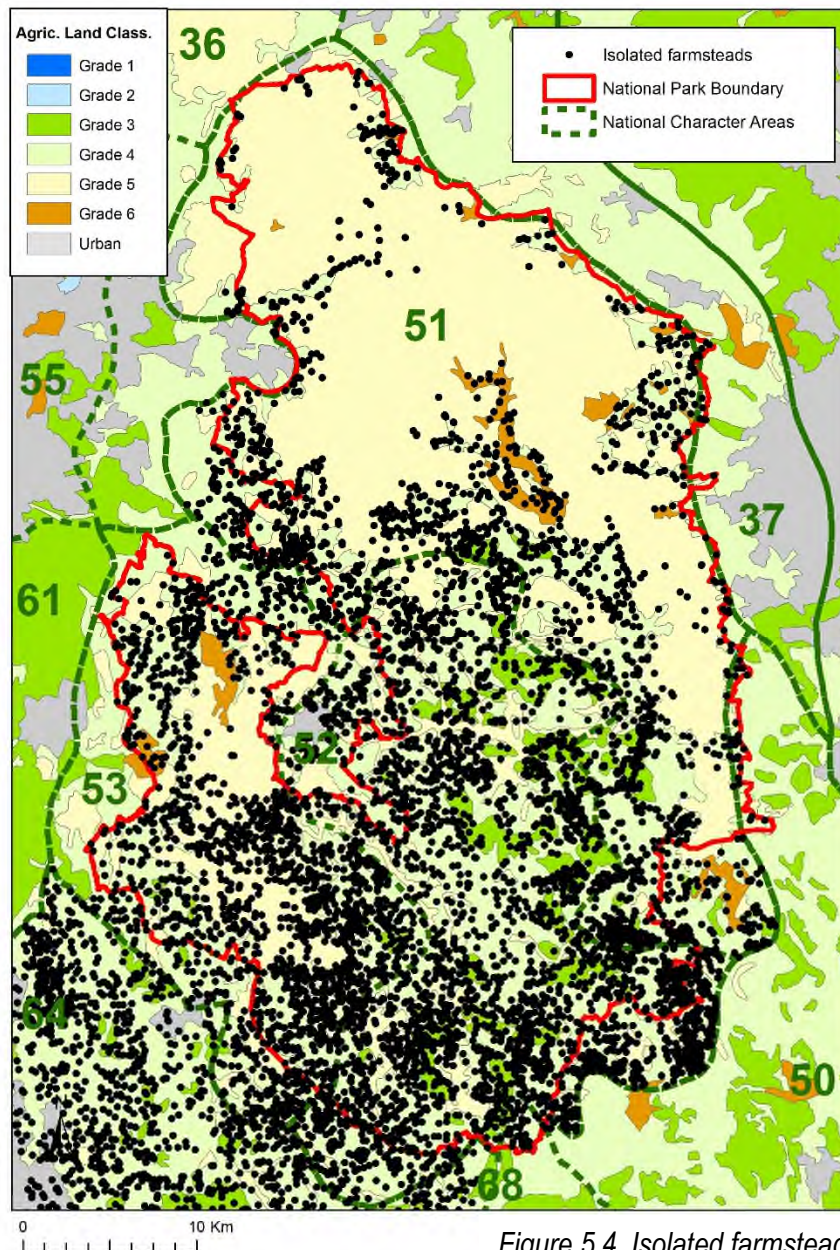 Agric. Land Class.
Grade 1
Grade 2
Grade 3
Grade 4
Grade 5
Grade 6
Urban
Isolated farmsteads
National Park Boundary
National Character Areas
36
51
55
37
61
52
53
64
50
68
0 10 Km
Figure 5.4 Isolated farmstead